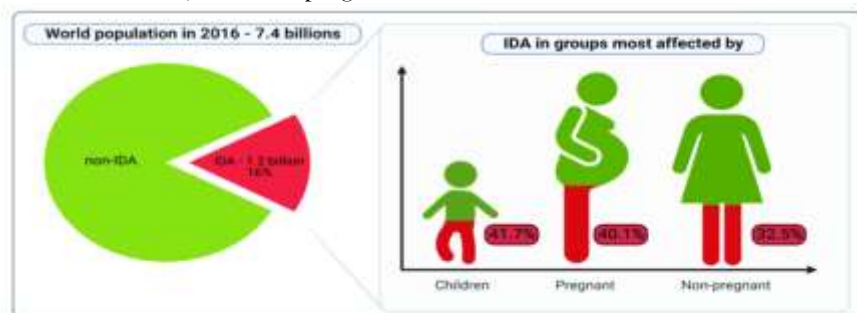 World population in 2016 - 7.4 billions
non-IDA
IDA - 1.2 billion
16%
IDA in groups most affected by
41.7%
40.1%
32.5%
Children
Pregnant
Non-pregnant